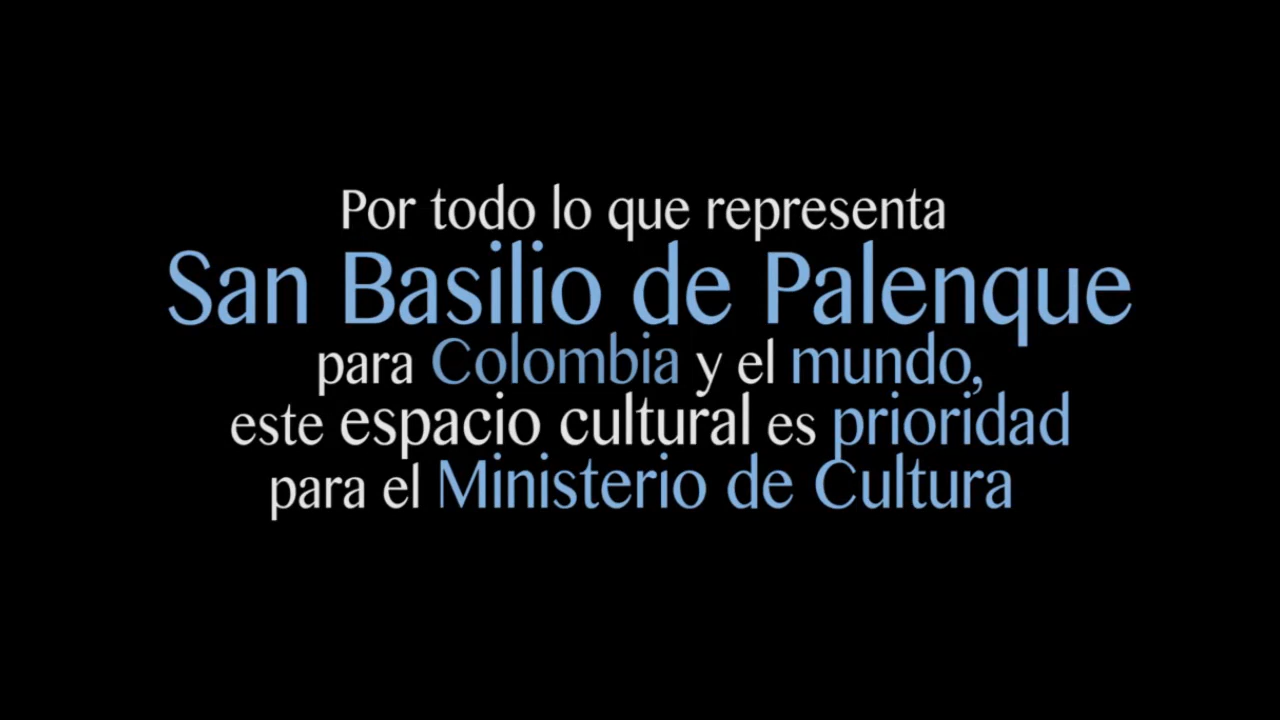 Por todo lo que representa
San Basilio de Palenque
para Colombia y el mundo,
este espacio cultural es prioridad
para el Ministerio de Cultura